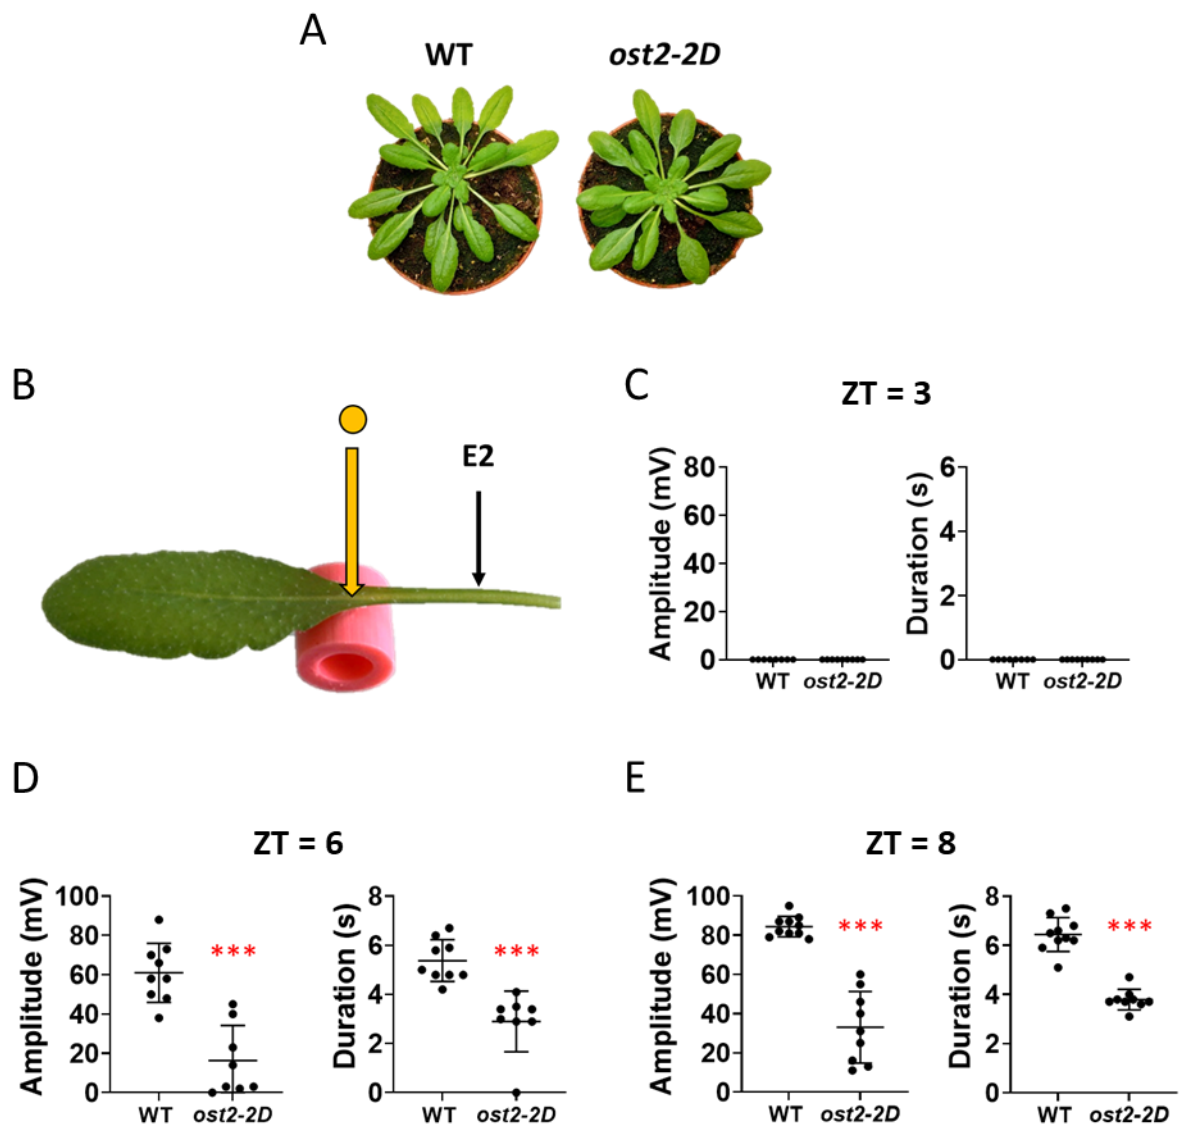 A
WT ost2-2D
B
E2
C
ZT = 3
Amplitude (mV)
80
60
40
20
0
WT ost2-2D
Duration (s)
6
4
2
0
WT ost2-2D
D
ZT = 6
Amplitude (mV)
100
80
60
40
20
0
***
WT ost2-2D
Duration (s)
8
6
4
2
0
***
WT ost2-2D
E
ZT = 8
Amplitude (mV)
100
80
60
40
20
0
***
WT ost2-2D
Duration (s)
8
6
4
2
0
***
WT ost2-2D